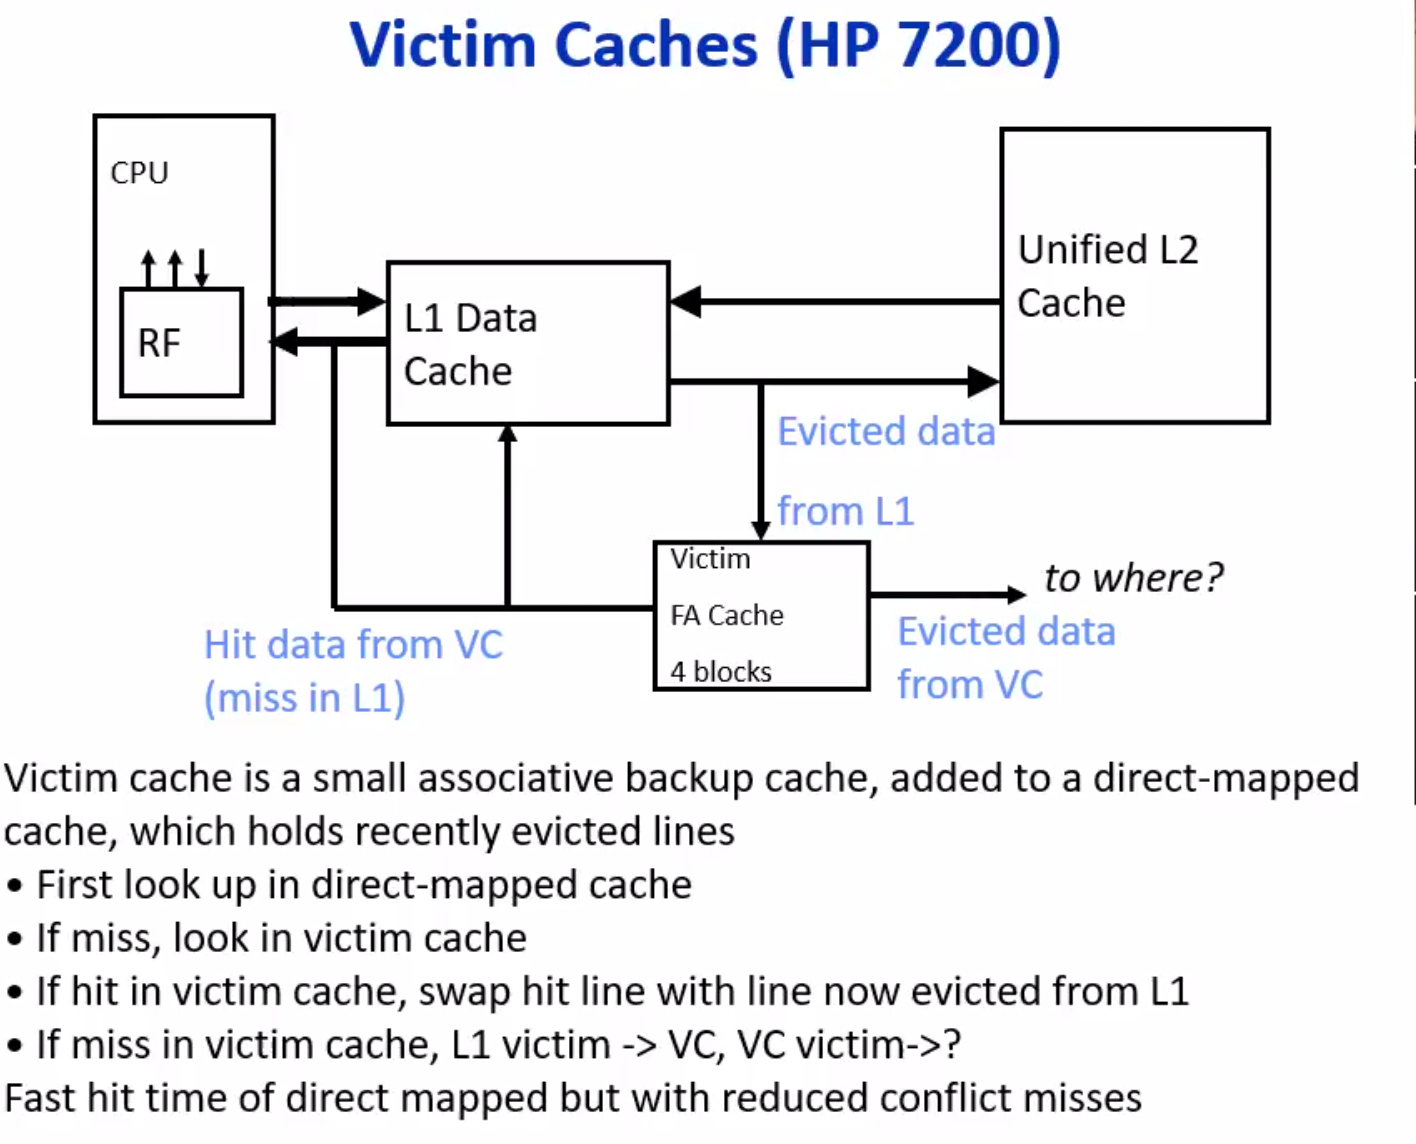 Victim Caches (HP 7200)
CPU
RF
L1 Data
Cache
Unified L2
Cache
Evicted data
from L1
Victim
FA Cache
4 blocks
to where?
Evicted data
from VC
Hit data from VC
(miss in L1)
Victim cache is a small associative backup cache, added to a direct-mapped
cache, which holds recently evicted lines
• First look up in direct-mapped cache
• If miss, look in victim cache
• If hit in victim cache, swap hit line with line now evicted from L1
• If miss in victim cache, L1 victim -> VC, VC victim->?
Fast hit time of direct mapped but with reduced conflict misses